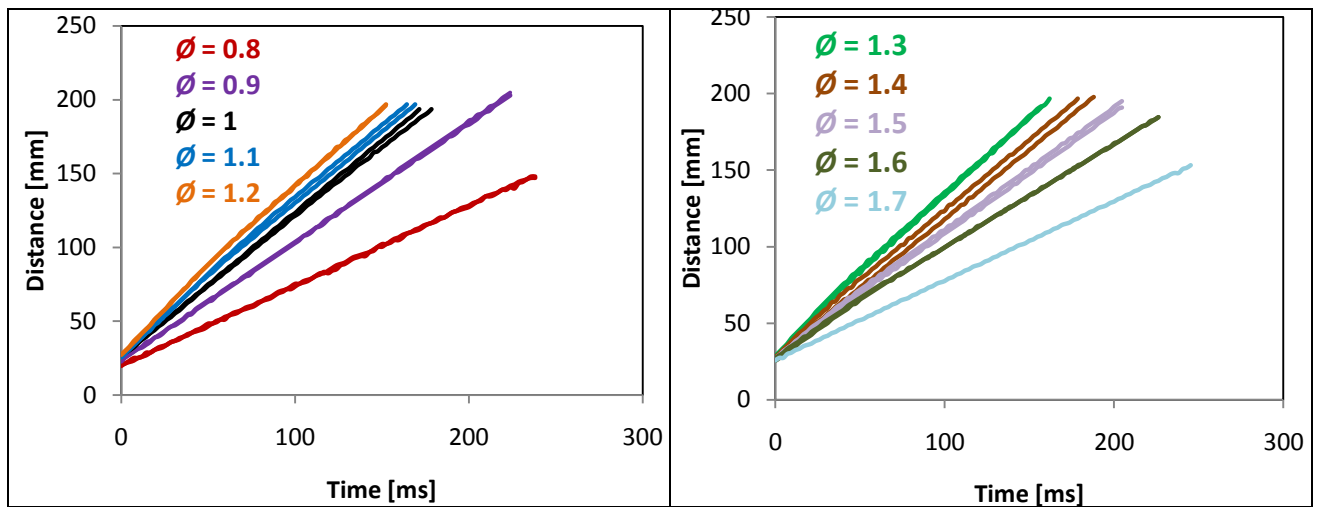 250
200
150
100
50
0
Distance [mm]
Ø = 0.8
Ø = 0.9
Ø = 1
Ø = 1.1
Ø = 1.2
0 100 200 300
Time [ms]
250
200
150
100
50
0
Distance [mm]
Ø = 1.3
Ø = 1.4
Ø = 1.5
Ø = 1.6
Ø = 1.7
0 100 200 300
Time [ms]